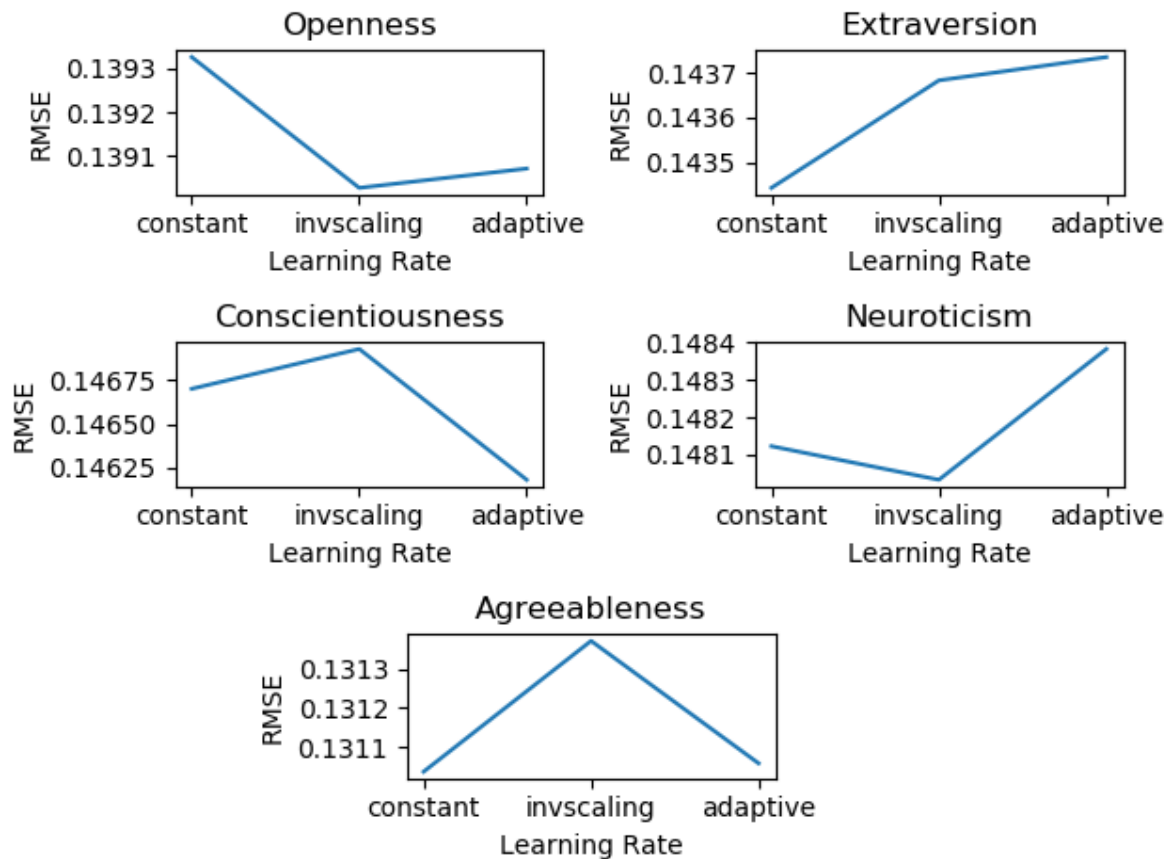 Openness
RMSE
0.1393
0.1392
0.1391
constant invscaling adaptive
Learning Rate
Extraversion
RMSE
0.1437
0.1436
0.1435
constant invscaling adaptive
Learning Rate
Conscientiousness
RMSE
0.14675
0.14650
0.14625
constant invscaling adaptive
Learning Rate
Neuroticism
RMSE
0.1484
0.1483
0.1482
0.1481
constant invscaling adaptive
Learning Rate
Agreeableness
RMSE
0.1313
0.1312
0.1311
constant invscaling adaptive
Learning Rate